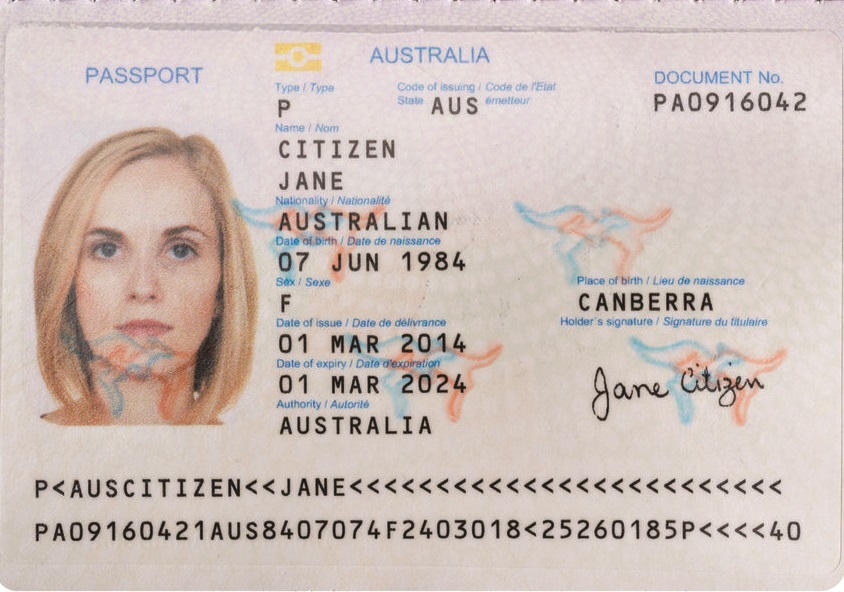 PASSPORT
AUSTRALIA
Type / Type
Code of issuing / Code de l'Etat
State
émetteur
DOCUMENT No.
P
AUS
PA0916042
Name / Nom
CITIZEN
JANE
Nationality / Nationalité
AUSTRALIAN
Date of birth / Date de naissance
07 JUN 1984
Sex / Sexe
F
Place of birth / Lieu de naissance
CANBERRA
Date of issue / Date de délivrance
01 MAR 2014
Holder's signature / Signature du titulaire
Jane Citizen
Date of expiry / Date d'expiration
01 MAR 2024
Authority / Autorité
AUSTRALIA
P<AUSCITIZEN<<JANE<<<<<<<<<<<<<<<<<<<<<<<<<
PA09160421AUS8407074F2403018<25260185P<<<<40